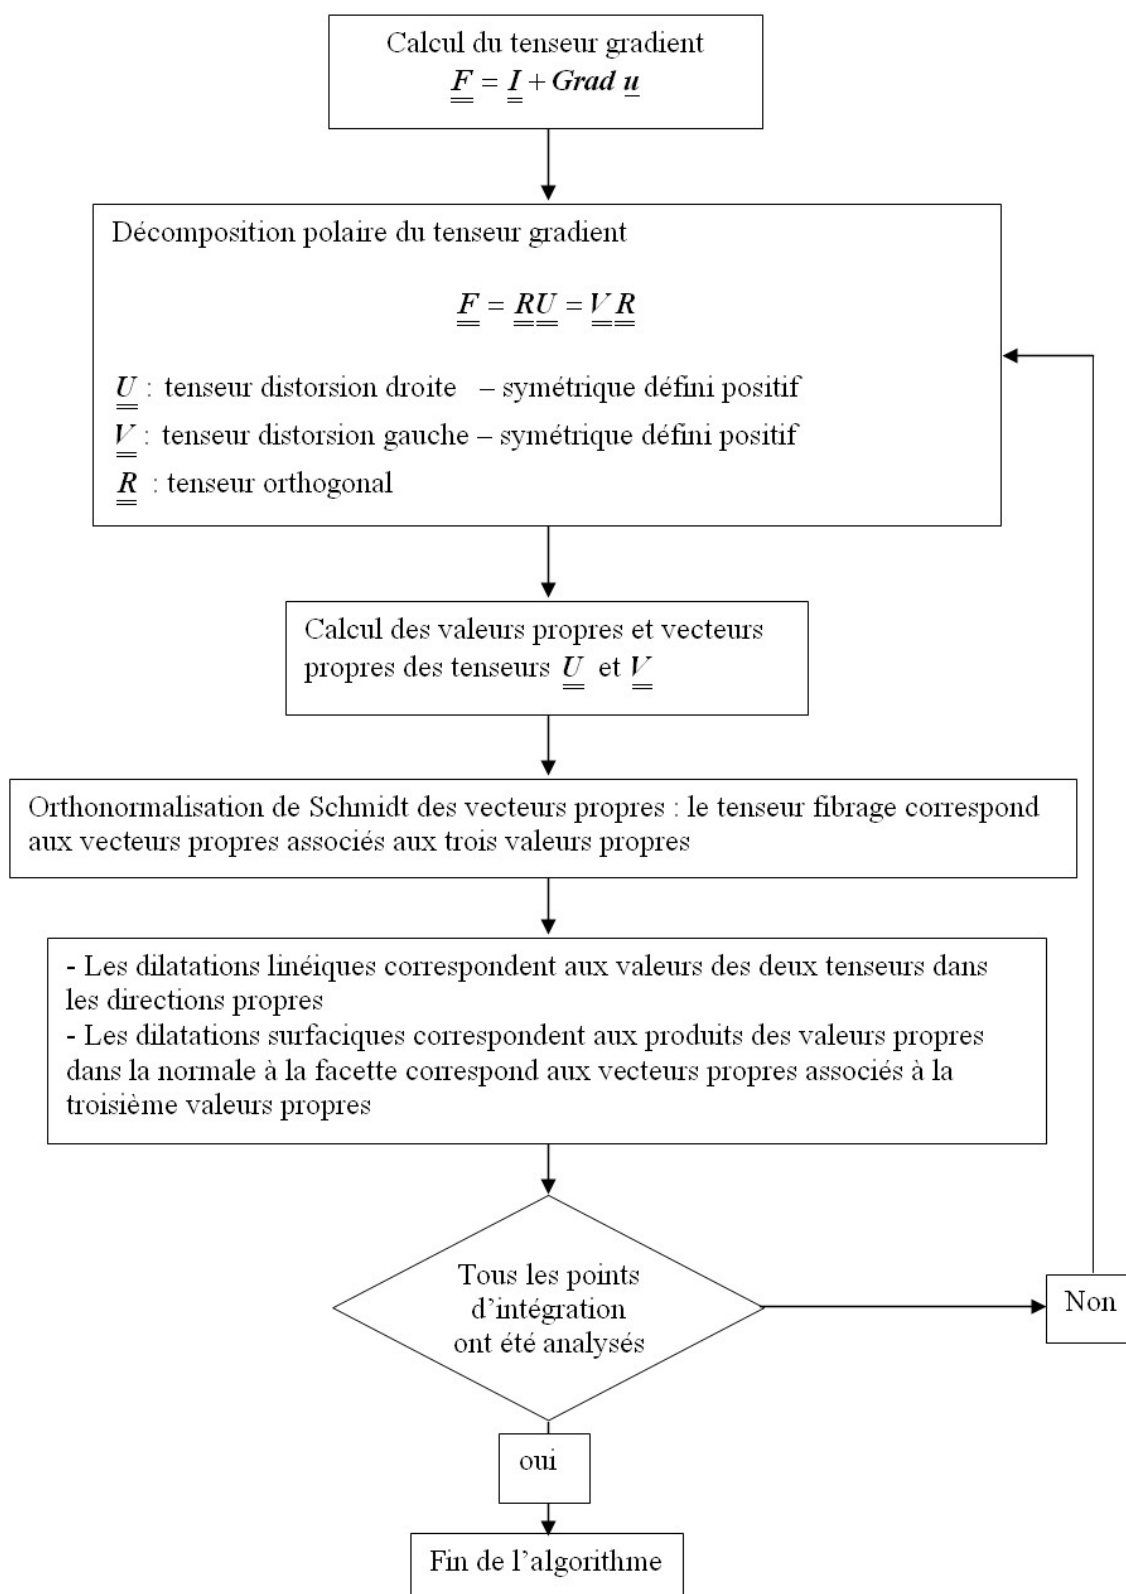 Calcul du tenseur gradient
F = I + Grad u
Décomposition polaire du tenseur gradient
F = RU = VR
U : tenseur distorsion droite – symétrique défini positif
V : tenseur distorsion gauche – symétrique défini positif
R : tenseur orthogonal
Calcul des valeurs propres et vecteurs
propres des tenseurs U et V
Orthonormalisation de Schmidt des vecteurs propres : le tenseur fibrage correspond
aux vecteurs propres associés aux trois valeurs propres
- Les dilatations linéiques correspondent aux valeurs des deux tenseurs dans
les directions propres
- Les dilatations surfaciques correspondent aux produits des valeurs propres
dans la normale à la facette correspond aux vecteurs propres associés à la
troisième valeurs propres
Tous les points
d’intégration
ont été analysés
Non
oui
Fin de l’algorithme